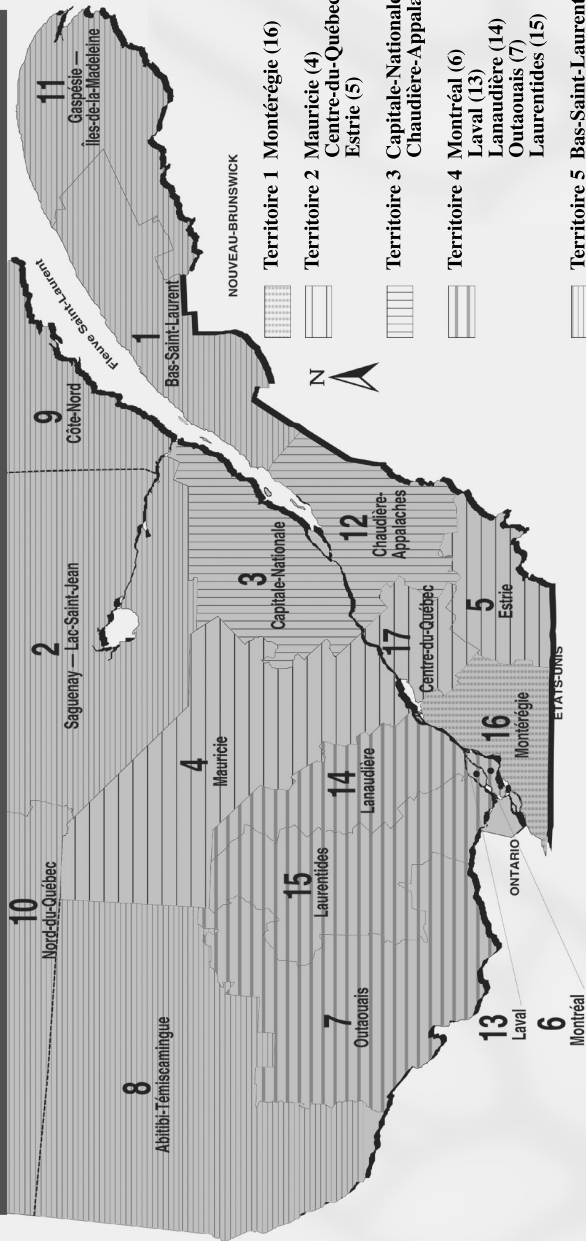 10
Nord-du-Québec
2
Saguenay — Lac-Saint-Jean
9
Côte-Nord
11
Gaspésie —
Îles-de-la-Madeleine
Fleuve Saint-Laurent
8
Abitibi-Témiscamingue
4
Mauricie
3
Capitale-Nationale
1
Bas-Saint-Laurent
NOUVEAU-BRUNSWICK
7
Outaouais
15
Laurentides
14
Lanaudière
17
Centre-du-Québec
12
Chaudière-
Appalaches
5
Estrie
16
Montérégie
13
Laval
6
Montréal
ONTARIO
ÉTATS-UNIS
N
Territoire 1 Montérégie (16)
Territoire 2 Mauricie (4)
Centre-du-Québec
Estrie (5)
Territoire 3 Capitale-Nationale
Chaudière-Appala
Territoire 4 Montréal (6)
Laval (13)
Lanaudière (14)
Outaouais (7)
Laurentides (15)
Territoire 5 Bas-Saint-Laurent